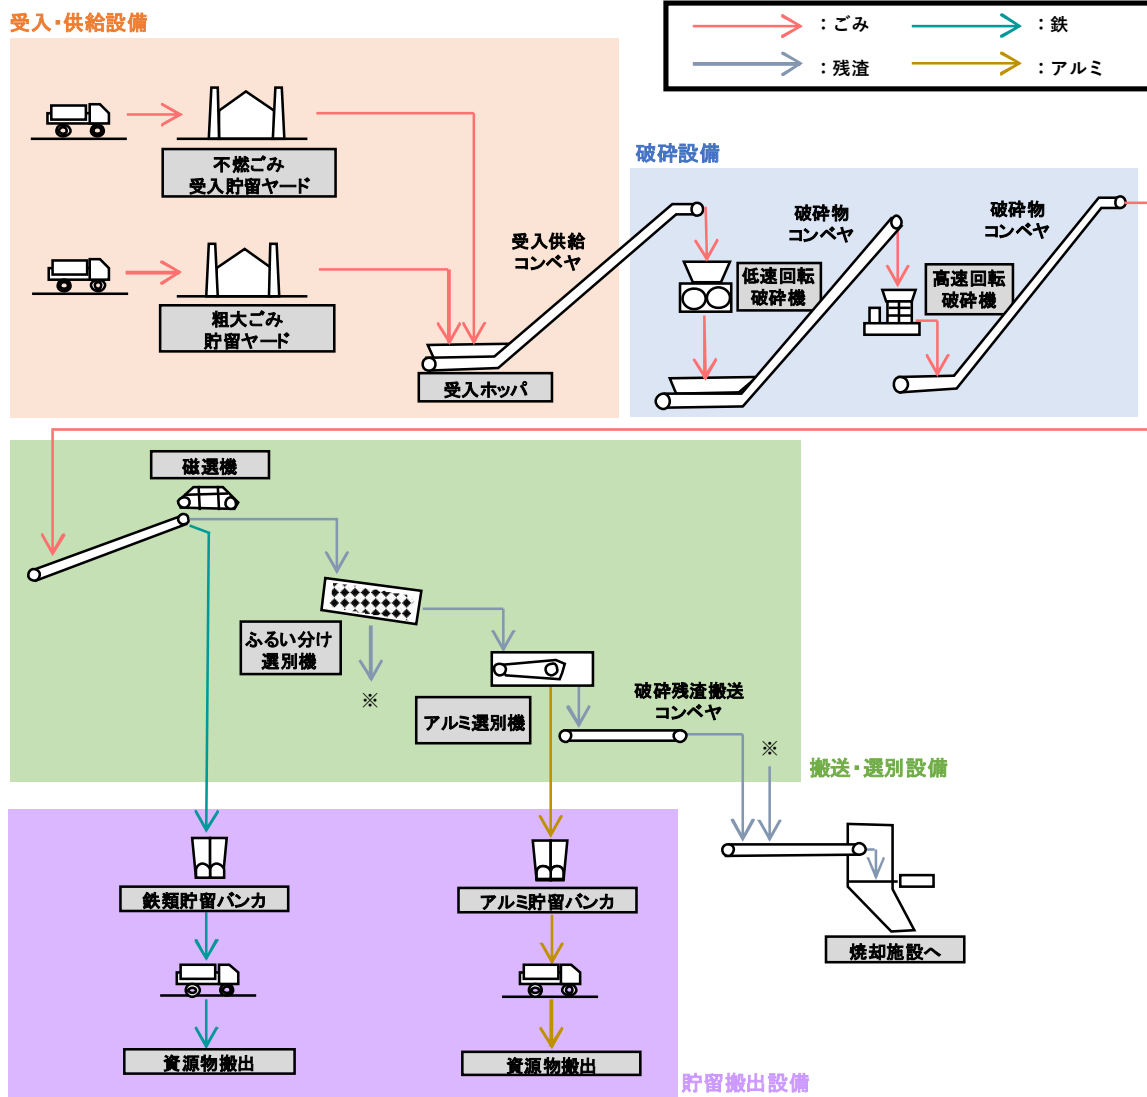 受入・供給設備
：ごみ
：鉄
：残渣
：アルミ
不燃ごみ
受入貯留ヤード
粗大ごみ
貯留ヤード
受入供給
コンベヤ
受入ホッパ
破砕設備
低速回転
破砕機
破砕物
コンベヤ
高速回転
破砕機
破砕物
コンベヤ
磁選機
ふるい分け
選別機
※
アルミ選別機
破砕残渣搬送
コンベヤ
※
搬送・選別設備
鉄類貯留バンカ
アルミ貯留バンカ
焼却施設へ
資源物搬出
資源物搬出
貯留搬出設備